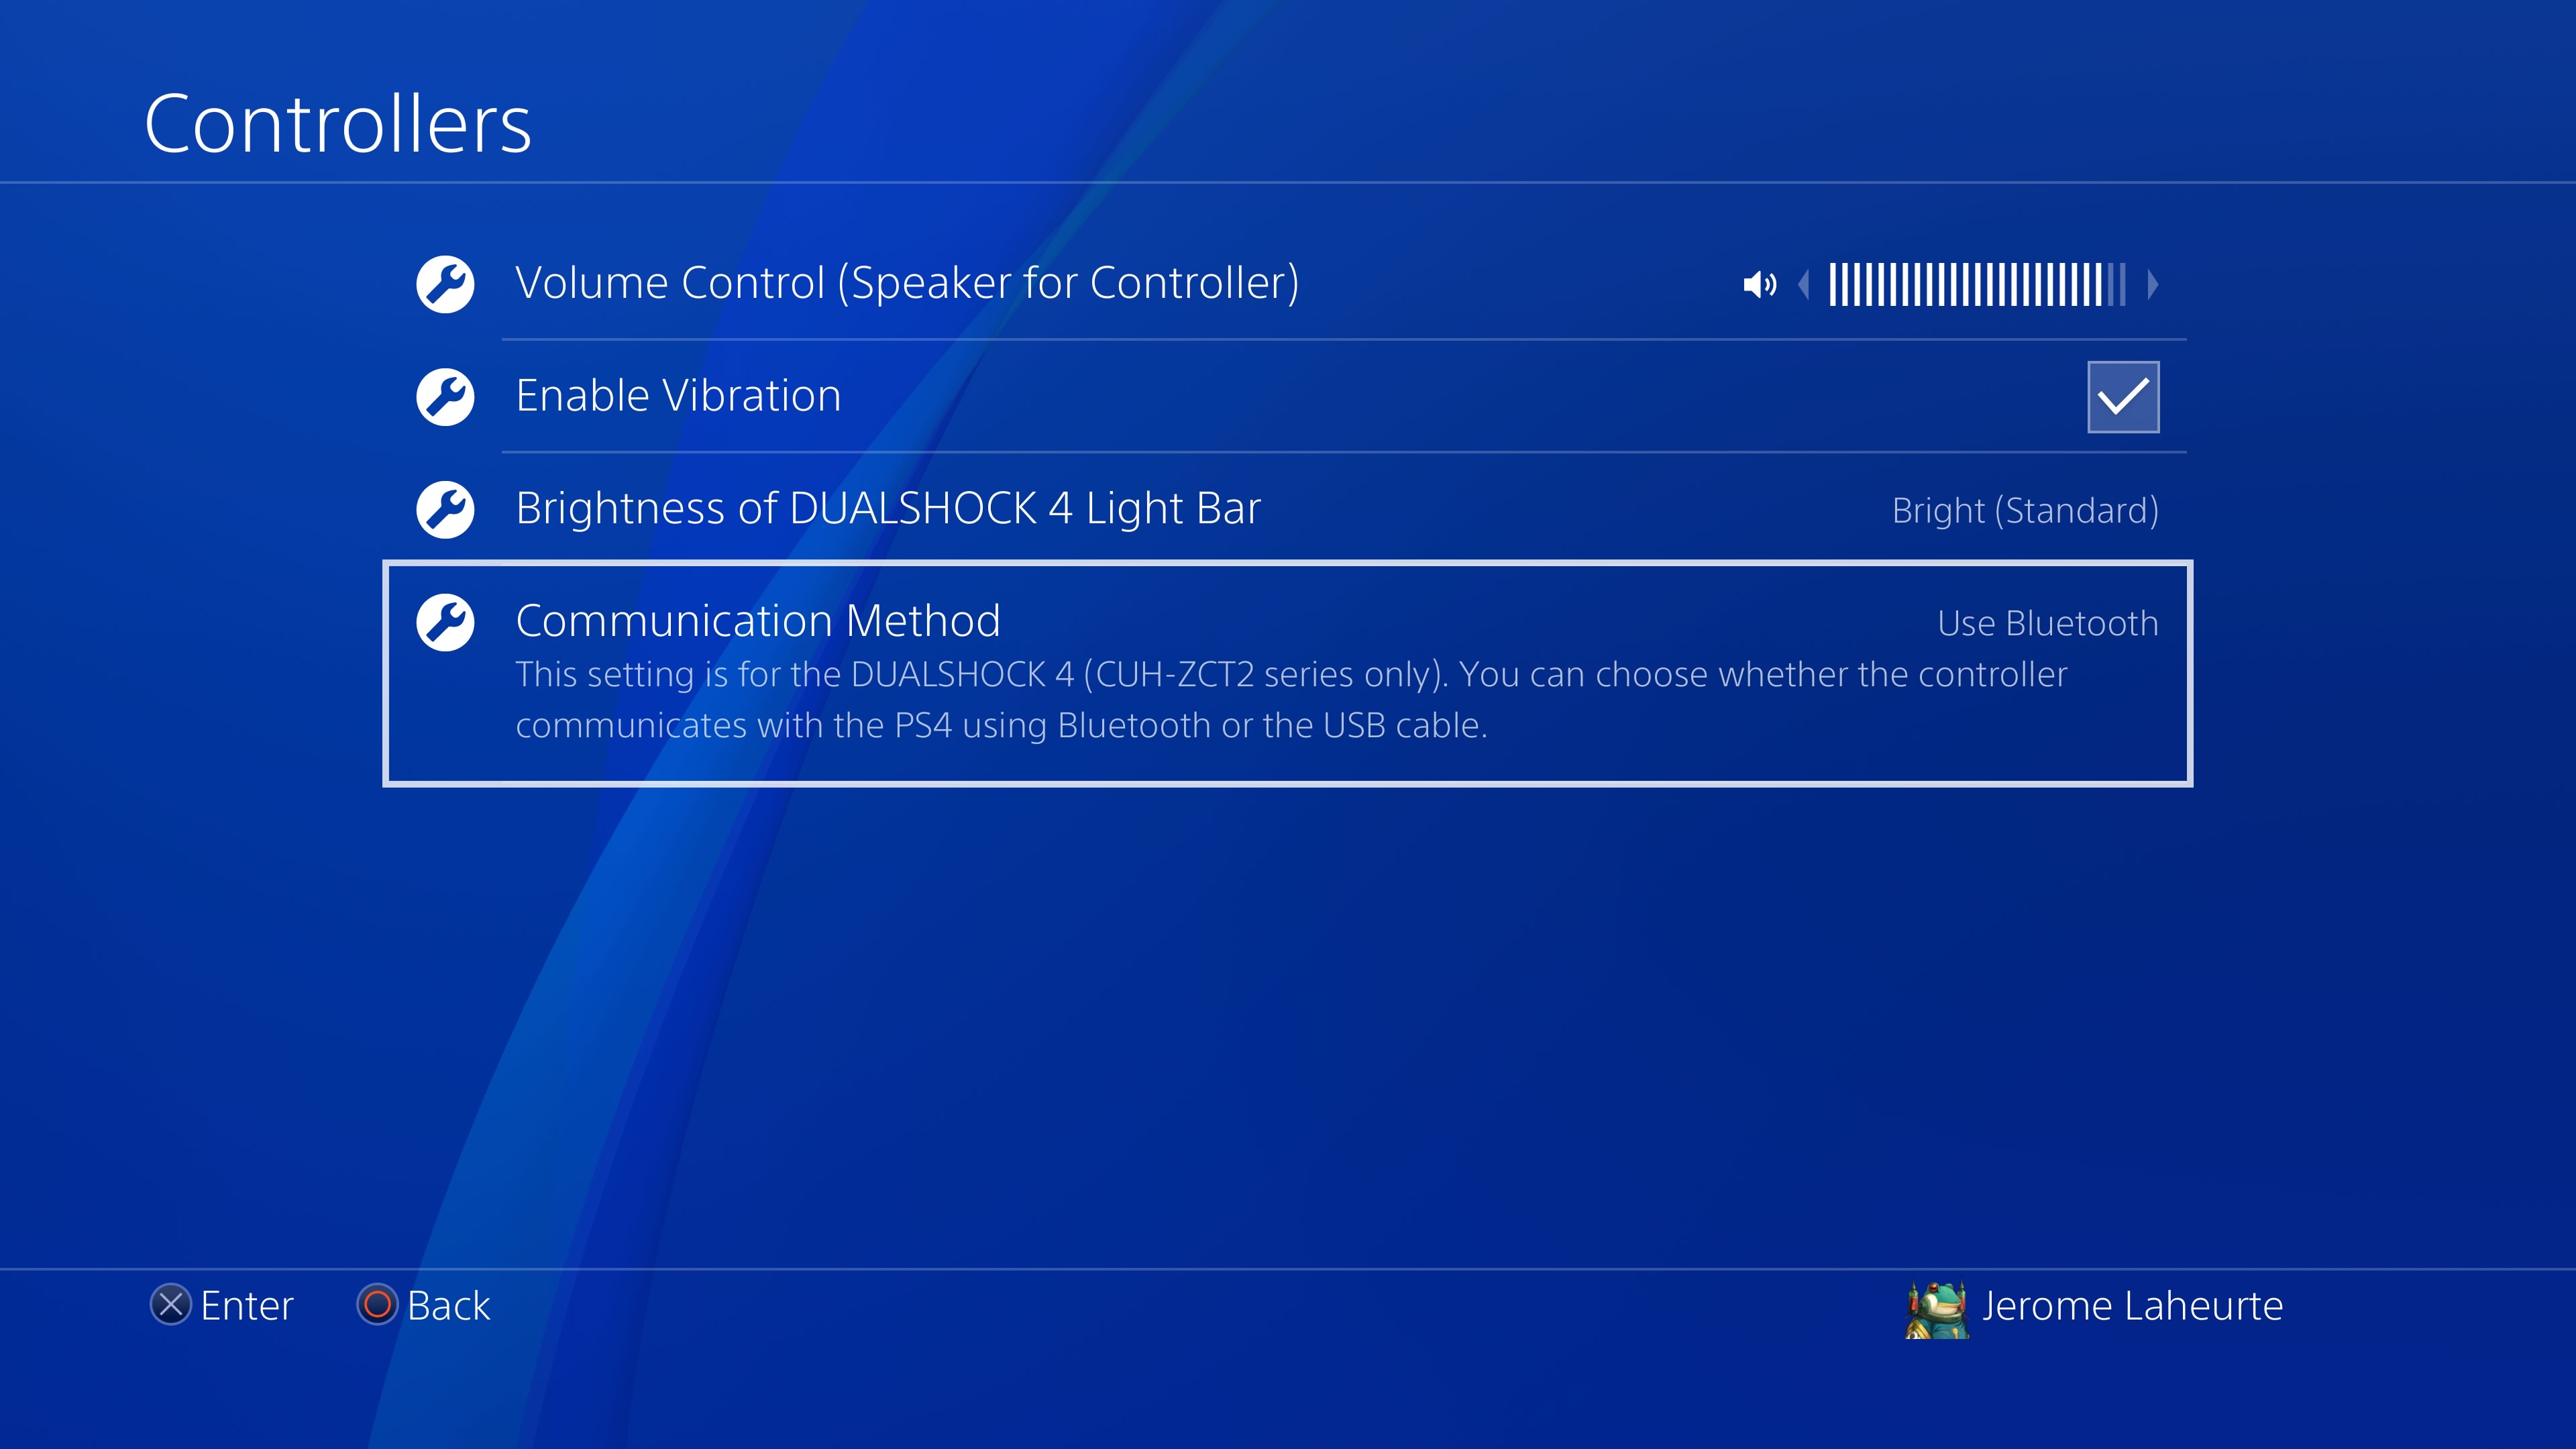 Controllers
Volume Control (Speaker for Controller)
Enable Vibration
Brightness of DUALSHOCK 4 Light Bar
Bright (Standard)
Communication Method
Use Bluetooth
This setting is for the DUALSHOCK 4 (CUH-ZCT2 series only). You can choose whether the controller
communicates with the PS4 using Bluetooth or the USB cable.
Enter
Back
Jerome Laheurte